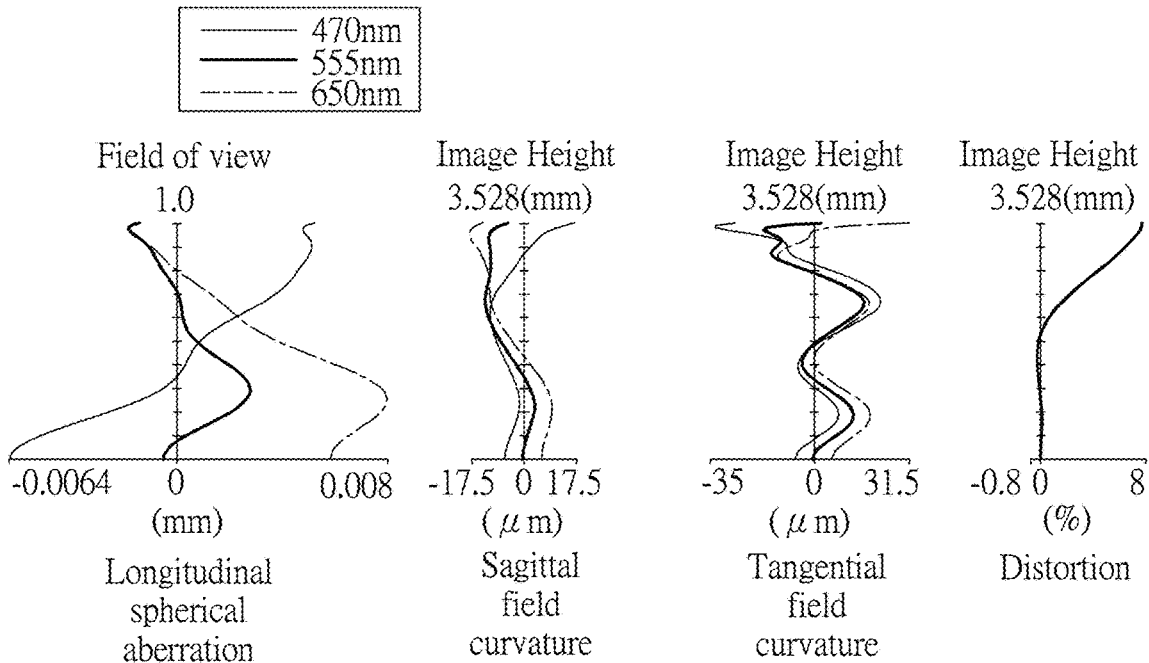 470nm
555nm
650nm
Field of view
1.0
Image Height
3.528(mm)
Image Height
3.528(mm)
Image Height
3.528(mm)
-0.0064 0 0.008
(mm)
Longitudinal
spherical
aberration
-17.5 0 17.5
(μm)
Sagittal
field
curvature
-35 0 31.5
(μm)
Tangential
field
curvature
-0.8 0 8
(%)
Distortion